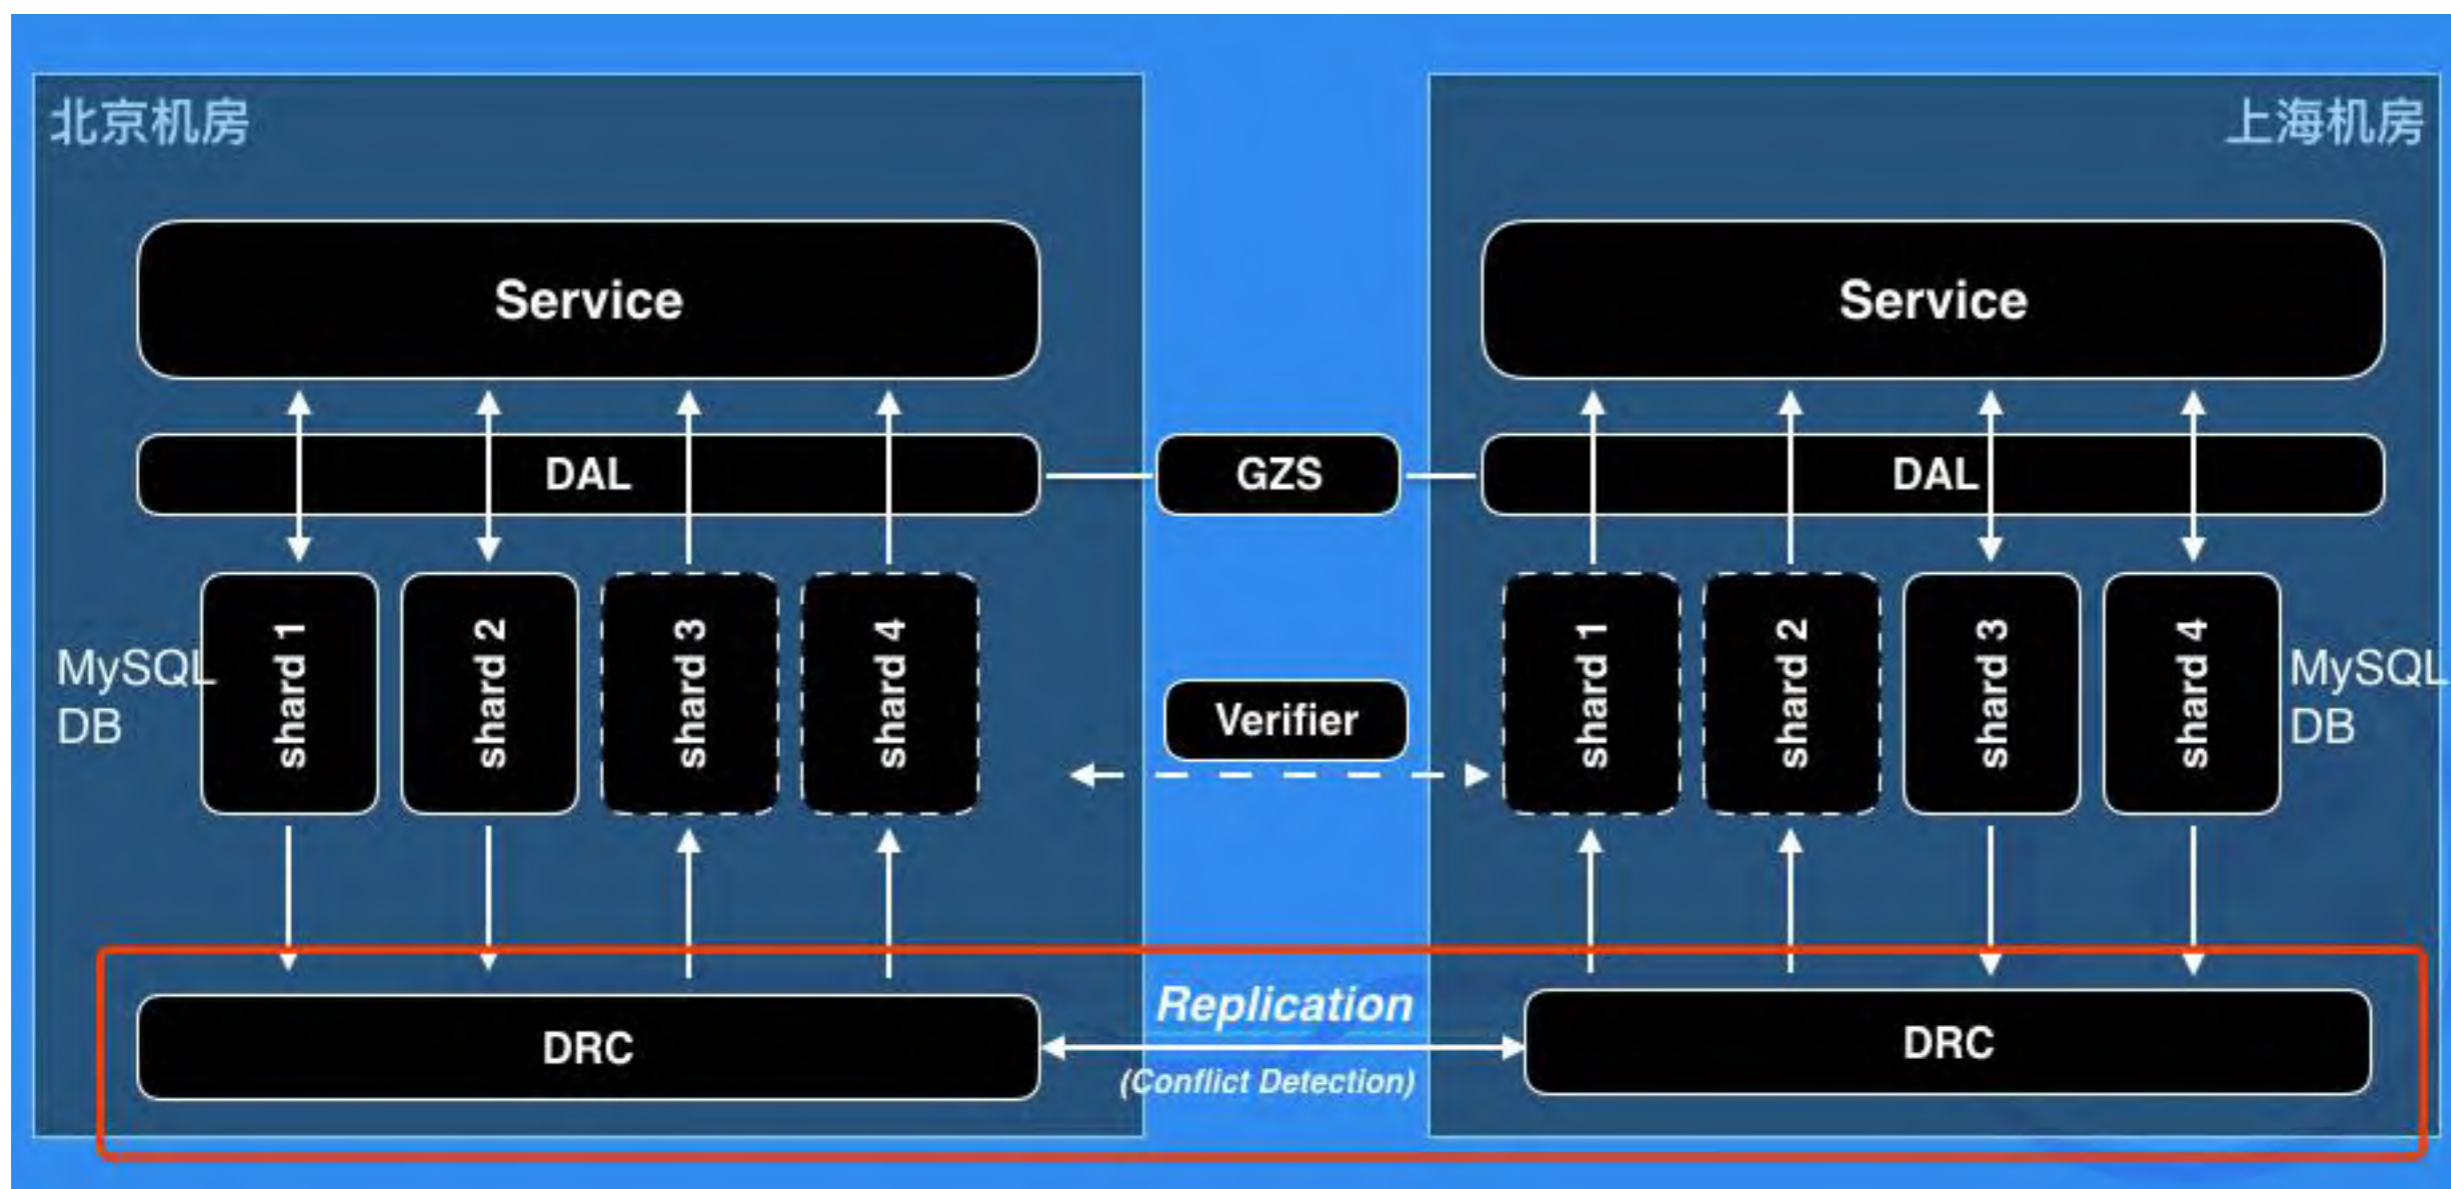 北京机房
上海机房
Service
Service
DAL
GZS
DAL
MySQL
DB
shard 1
shard 2
shard 3
shard 4
Verifier
shard 1
shard 2
shard 3
shard 4
MySQL
DB
DRC
Replication
(Conflict Detection)
DRC